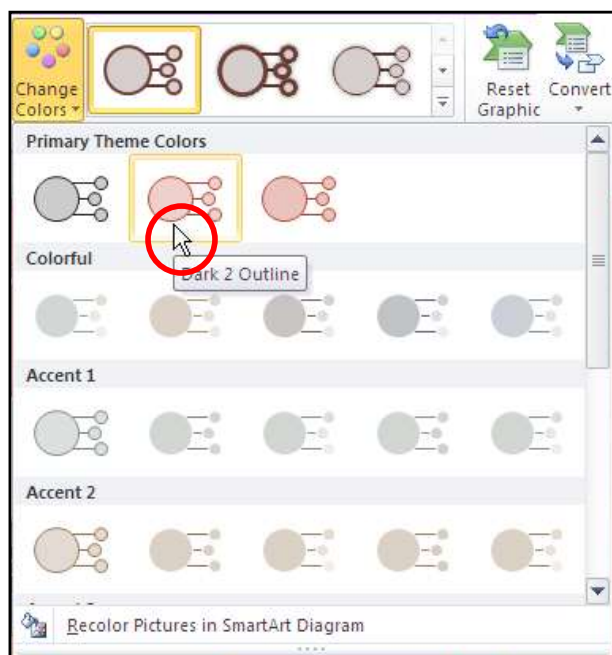 Change
Colors
Reset
Graphic
Convert
Primary Theme Colors
Dark 2 Outline
Colorful
Accent 1
Accent 2
Recolor Pictures in SmartArt Diagram